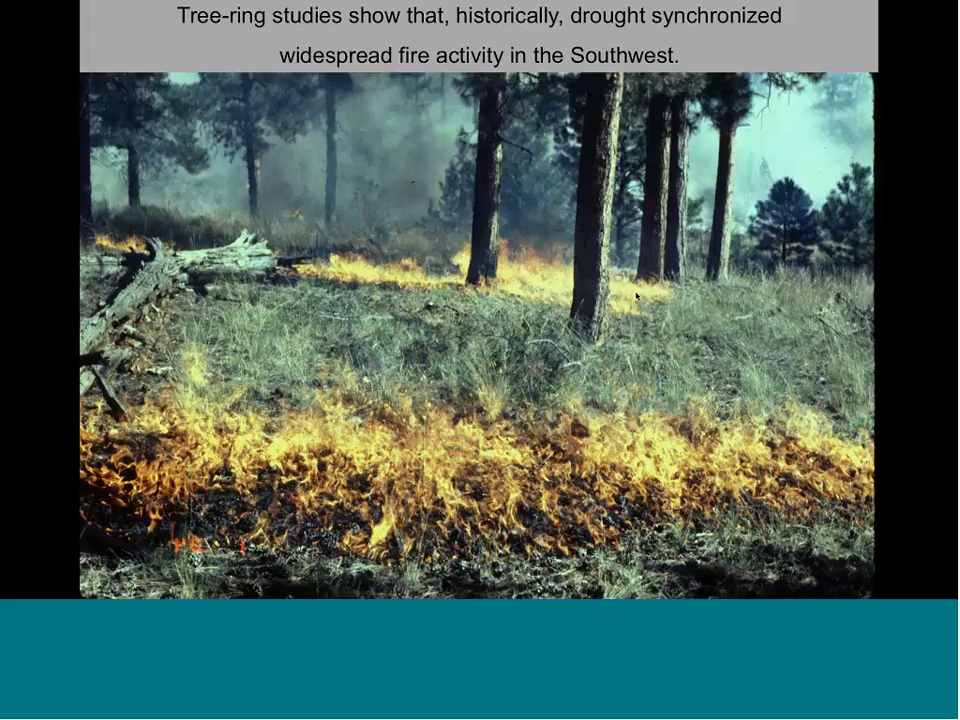 Tree-ring studies show that, historically, drought synchronized
widespread fire activity in the Southwest.